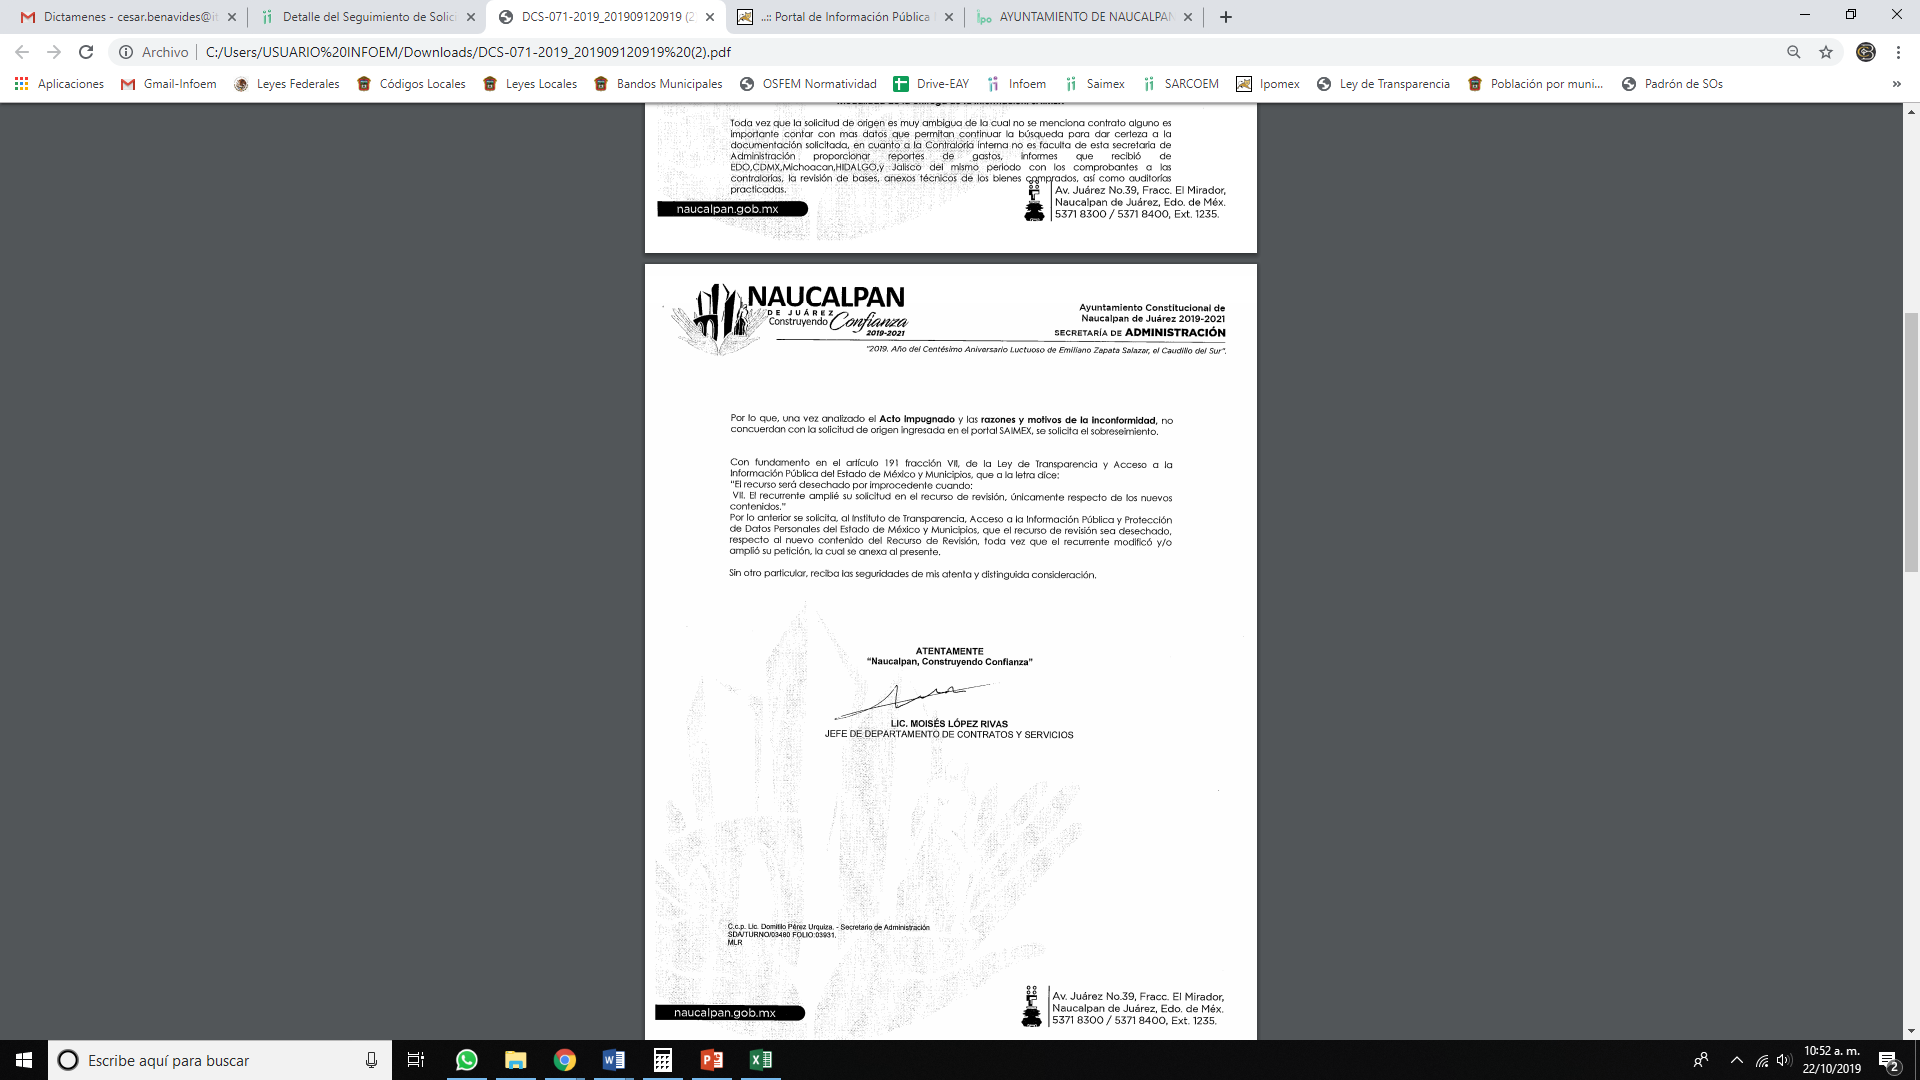 Dictamenes - cesar.benavides@it
Detalle del Seguimiento de Solici
DCS-071-2019_201909120919 (2
..:: Portal de Información Pública
AYUNTAMIENTO DE NAUCALPAN
Archivo
C:/Users/USUARIO%20INFOEM/Downloads/DCS-071-2019_201909120919%20(2).pdf
Aplicaciones
Gmail-Infoem
Leyes Federales
Códigos Locales
Leyes Locales
Bandos Municipales
OSFEM Normatividad
Drive-EAY
Infoem
Saimex
SARCOEM
Ipomex
Ley de Transparencia
Población por muni...
Padrón de SOs
»
Toda vez que la solicitud de origen es muy ambigua de la cual no se menciona contrato alguno es
importante contar con mas datos que permitan continuar la búsqueda para dar certeza a la
documentación solicitada, en cuanto a la Contraloría interna no es faculta de esta secretaria de
Administración proporcionar reportes de gastos, informes que recibió de
EDO,CDMX,Michoacan,HIDALGO,y Jalisco del mismo periodo con los comprobantes a las
contralorías, la revisión de bases, anexos técnicos de los bienes comprados, así como auditorías
practicadas.
naucalpan.gob.mx
Av. Juárez No.39, Fracc. El Mirador,
Naucalpan de Juárez, Edo. de Méx.
5371 8300 / 5371 8400, Ext. 1235.
NAUCALPAN
DE JUÁREZ
Construyendo Confianza
2019-2021
Ayuntamiento Constitucional de
Naucalpan de Juárez 2019-2021
SECRETARÍA DE ADMINISTRACIÓN
"2019. Año del Centésimo Aniversario Luctuoso de Emiliano Zapata Salazar, el Caudillo del Sur".
Por lo que, una vez analizado el Acto Impugnado y las razones y motivos de la inconformidad, no
concuerdan con la solicitud de origen ingresada en el portal SAIMEX, se solicita el sobreseimiento.
Con fundamento en el artículo 191 fracción VII, de la Ley de Transparencia y Acceso a la
Información Pública del Estado de México y Municipios, que a la letra dice:
"El recurso será desechado por improcedente cuando:
VII. El recurrente amplié su solicitud en el recurso de revisión, únicamente respecto de los nuevos
contenidos."
Por lo anterior se solicita, al Instituto de Transparencia, Acceso a la Información Pública y Protección
de Datos Personales del Estado de México y Municipios, que el recurso de revisión sea desechado,
respecto al nuevo contenido del Recurso de Revisión, toda vez que el recurrente modificó y/o
amplió su petición, la cual se anexa al presente.
Sin otro particular, reciba las seguridades de mis atenta y distinguida consideración.
ATENTAMENTE
"Naucalpan, Construyendo Confianza"
LIC. MOISÉS LÓPEZ RIVAS
JEFE DE DEPARTAMENTO DE CONTRATOS Y SERVICIOS
C.c.p. Lic. Domitilo Pérez Urquiza. - Secretario de Administración
SDA/TURNO/03480 FOLIO:03931.
MLR
naucalpan.gob.mx
Av. Juárez No.39, Fracc. El Mirador,
Naucalpan de Juárez, Edo. de Méx.
5371 8300 / 5371 8400, Ext. 1235.
Escribe aquí para buscar
10:52 a. m.
22/10/2019
2